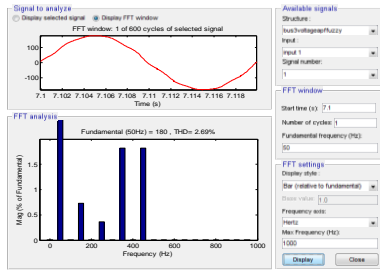 Signal to analyze
Display selected signal Display FFT window
FFT window: 1 of 600 cycles of selected signal
100
0
-100
7.1 7.102 7.104 7.106 7.108 7.11 7.112 7.114 7.116 7.118
Time (s)
FFT analysis
Fundamental (50Hz) = 180 , THD= 2.69%
Mag (% of Fundamental)
1.5
1
0.5
0
0 200 400 600 800 1000
Frequency (Hz)
Available signals
Structure :
bus3voltageapffuzzy
Input :
input 1
Signal number:
1
FFT window
Start time (s): 7.1
Number of cycles: 1
Fundamental frequency (Hz):
50
FFT settings
Display style :
Bar (relative to fundamental)
Base value: 1.0
Frequency axis:
Hertz
Max Frequency (Hz):
1000
Display Close